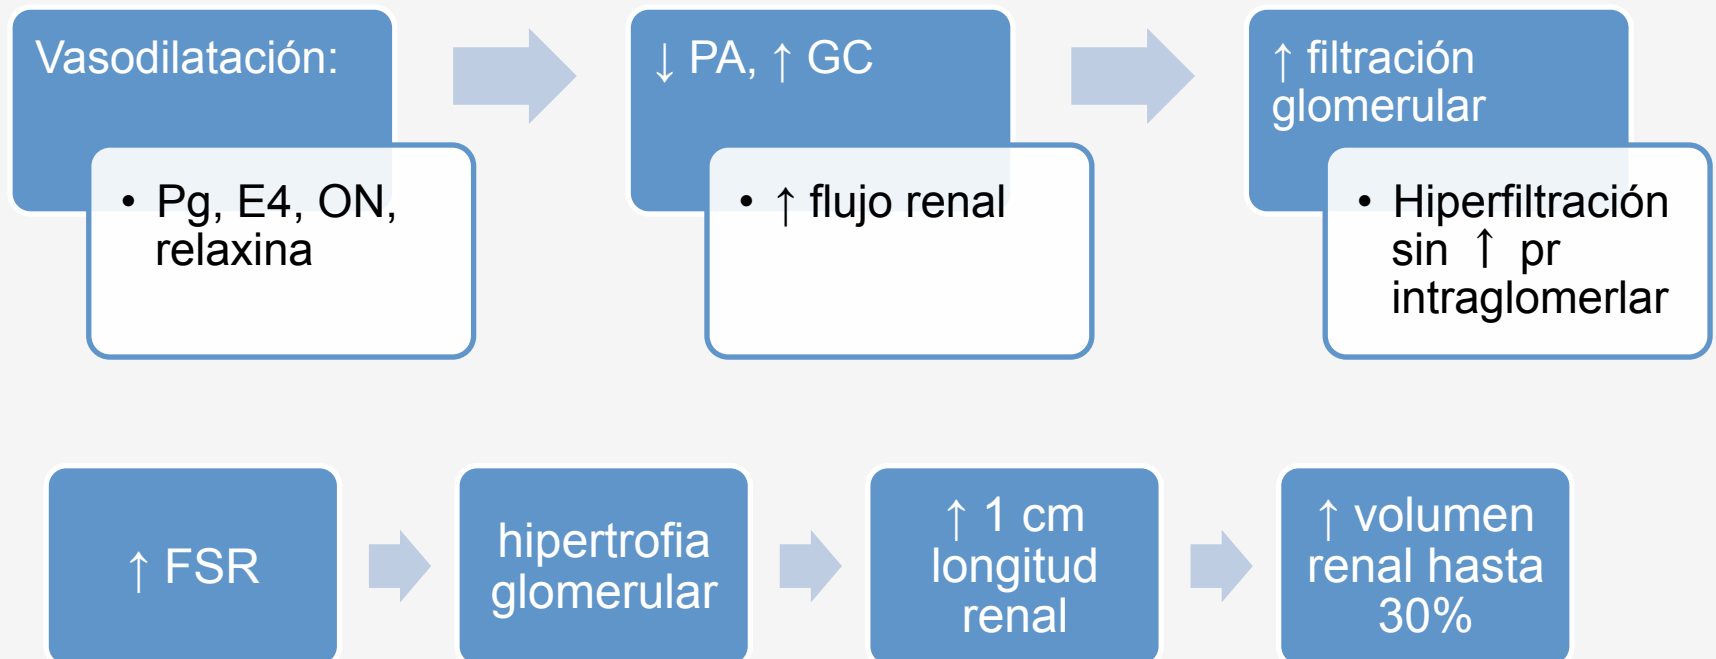 Vasodilatación:
• Pg, E4, ON,
relaxina
↓ PA, ↑ GC
• ↑ flujo renal
↑ filtración
glomerular
• Hiperfiltración
sin ↑ pr
intraglomerlar
↑ FSR
hipertrofia
glomerular
↑ 1 cm
longitud
renal
↑ volumen
renal hasta
30%